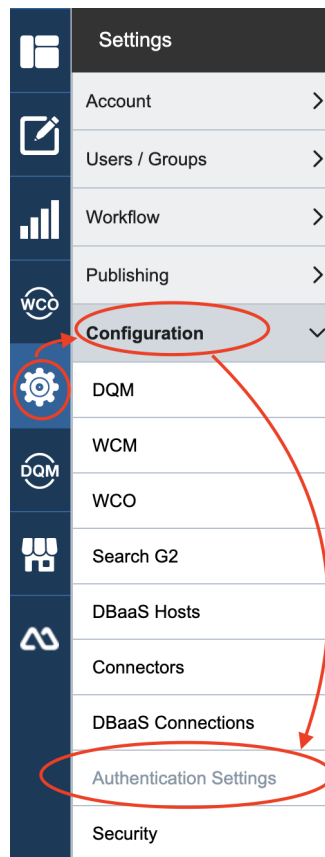 Settings
Account
Users / Groups
Workflow
Publishing
WCO
Configuration
DQM
WCM
DQM
WCO
Search G2
DBaaS Hosts
Connectors
DBaaS Connections
Authentication Settings
Security